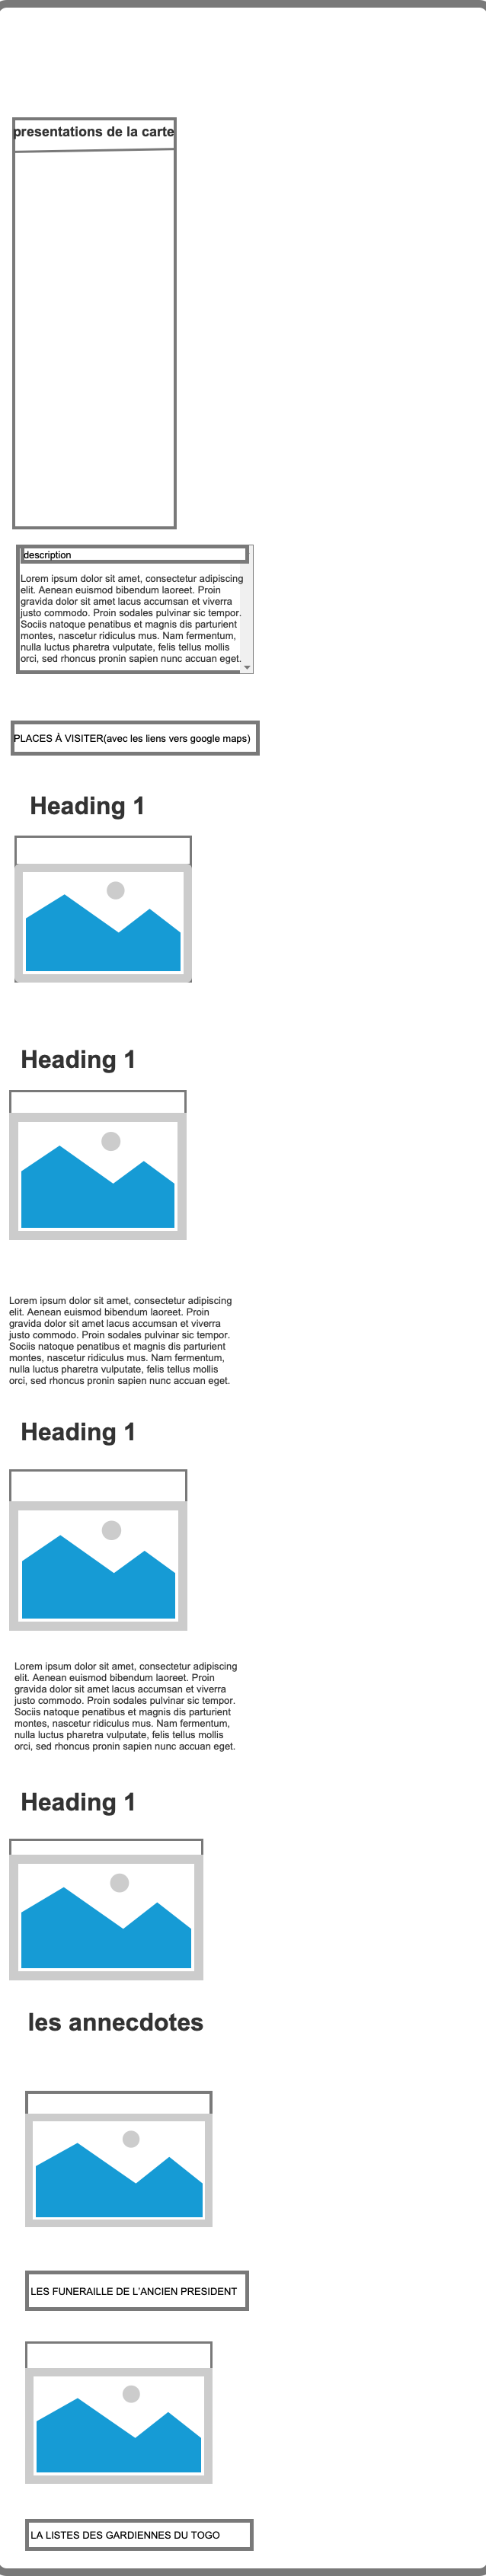 presentations de la carte
description
Lorem ipsum dolor sit amet, consectetur adipiscing
elit. Aenean euismod bibendum laoreet. Proin
gravida dolor sit amet lacus accumsan et viverra
justo commodo. Proin sodales pulvinar sic tempor.
Sociis natoque penatibus et magnis dis parturient
montes, nascetur ridiculus mus. Nam fermentum,
nulla luctus pharetra vulputate, felis tellus mollis
orci, sed rhoncus pronin sapien nunc accuan eget.
PLACES À VISITER(avec les liens vers google maps)
Heading 1
Heading 1
Lorem ipsum dolor sit amet, consectetur adipiscing
elit. Aenean euismod bibendum laoreet. Proin
gravida dolor sit amet lacus accumsan et viverra
justo commodo. Proin sodales pulvinar sic tempor.
Sociis natoque penatibus et magnis dis parturient
montes, nascetur ridiculus mus. Nam fermentum,
nulla luctus pharetra vulputate, felis tellus mollis
orci, sed rhoncus pronin sapien nunc accuan eget.
Heading 1
Lorem ipsum dolor sit amet, consectetur adipiscing
elit. Aenean euismod bibendum laoreet. Proin
gravida dolor sit amet lacus accumsan et viverra
justo commodo. Proin sodales pulvinar sic tempor.
Sociis natoque penatibus et magnis dis parturient
montes, nascetur ridiculus mus. Nam fermentum,
nulla luctus pharetra vulputate, felis tellus mollis
orci, sed rhoncus pronin sapien nunc accuan eget.
Heading 1
les annecdotes
LES FUNERAILLE DE L'ANCIEN PRESIDENT
LA LISTES DES GARDIENNES DU TOGO